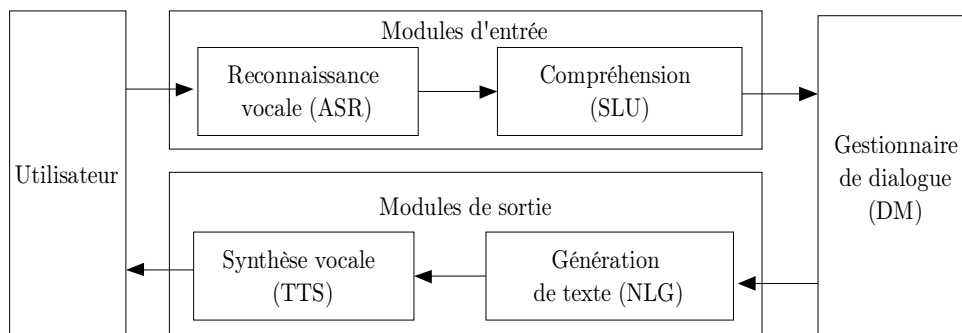 Modules d'entrée
Reconnaissance
vocale (ASR)
Compréhension
(SLU)
Utilisateur
Gestionnaire
de dialogue
(DM)
Modules de sortie
Synthèse vocale
(TTS)
Génération
de texte (NLG)